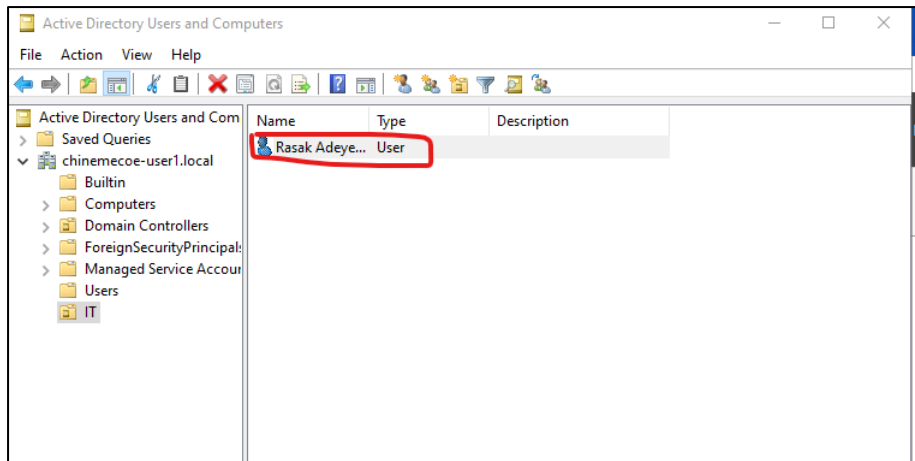 Active Directory Users and Computers
File Action View Help
Active Directory Users and Com
Name Type Description
Saved Queries
Rasak Adeye... User
chinemecoe-user1.local
Builtin
Computers
Domain Controllers
ForeignSecurityPrincipals
Managed Service Accour
Users
IT